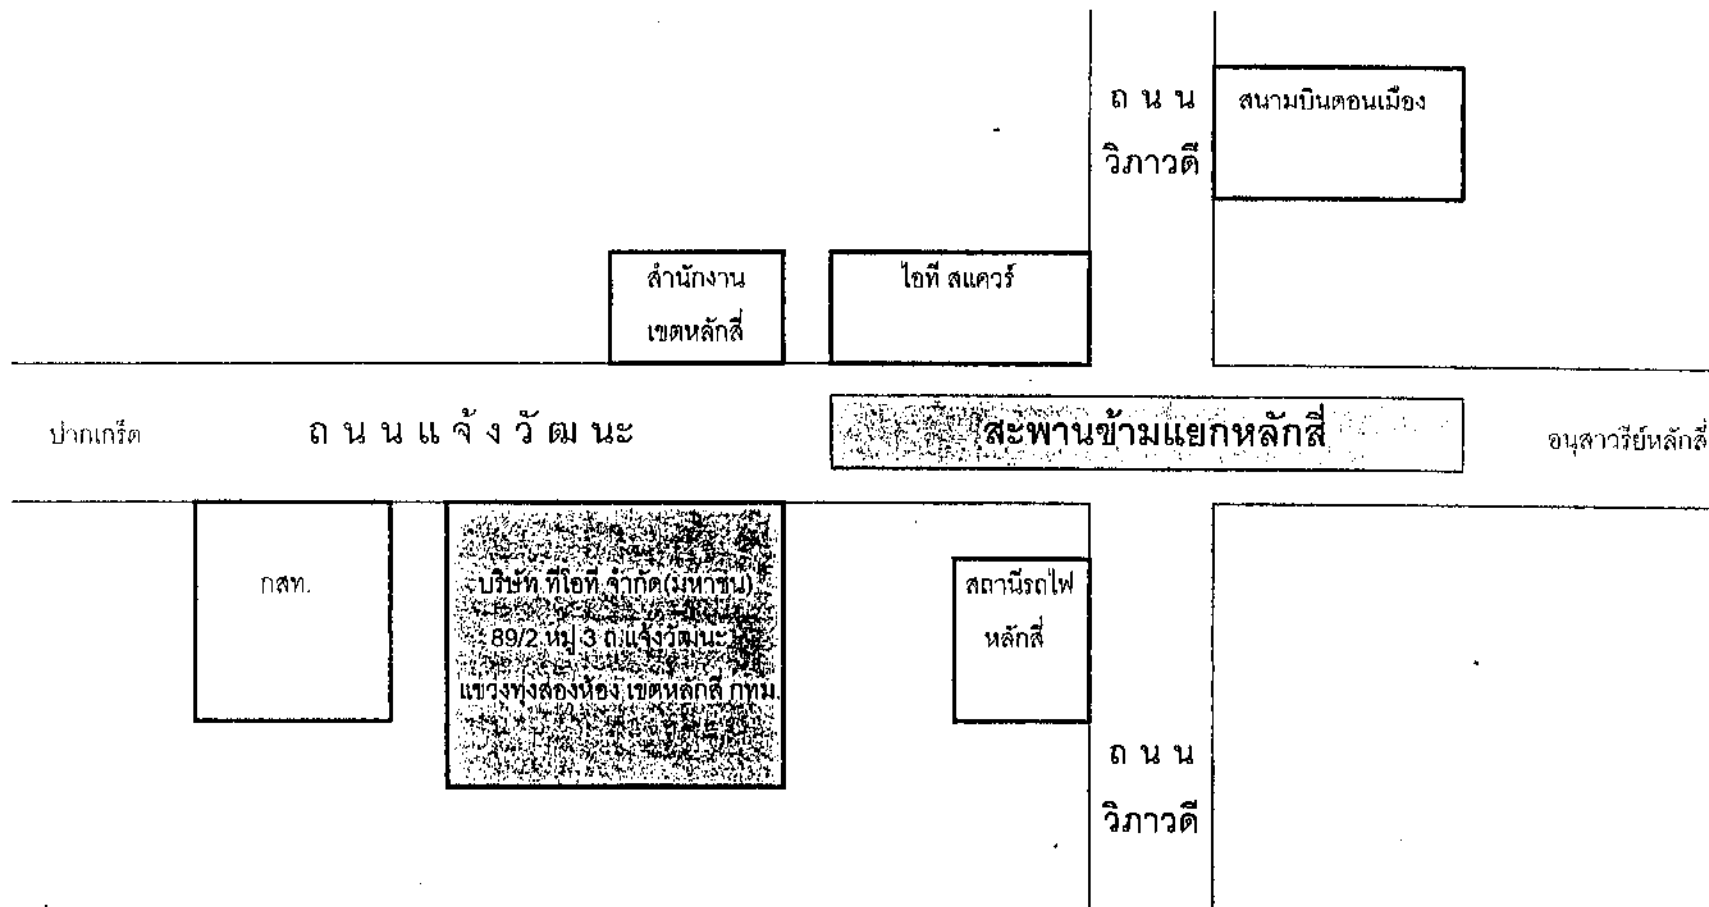 ถนน
วิภาวดี
สนามบินดอนเมือง
สำนักงาน
เขตหลักสี่
ไอที สแควร์
ปากเกร็ด
ถนนแจ้งวัฒนะ
สะพานข้ามแยกหลักสี่
อนุสาวรีย์หลักสี่
กสท.
บริษัท ทีโอที จำกัด(มหาชน)
89/2 หมู่ 3 ถ.แจ้งวัฒนะ
แขวงทุ่งสองห้อง เขตหลักสี่ กทม.
สถานีรถไฟ
หลักสี่
ถนน
วิภาวดี